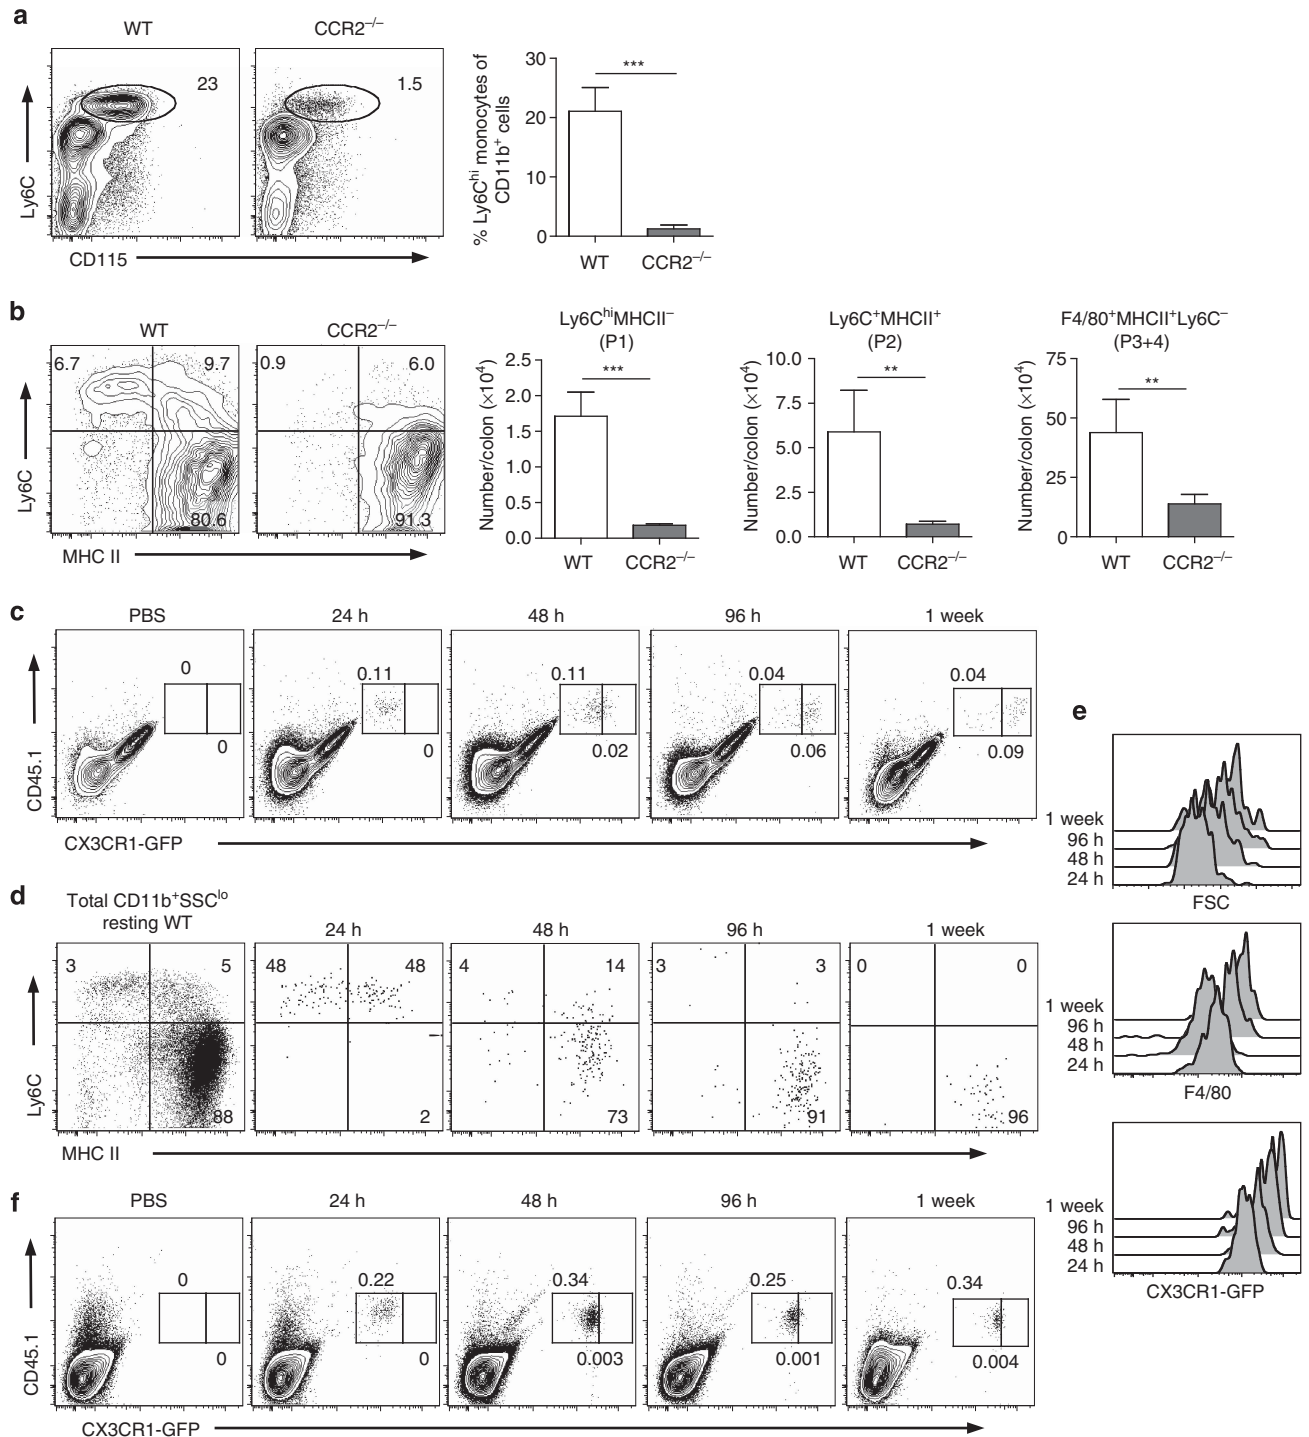 a
WT
CCR2–/–
23
1.5
Ly6C
CD115
% Ly6Chi monocytes of
CD11b+ cells
30
20
10
0
***
WT
CCR2–/–
b
WT
CCR2–/–
6.7
9.7
80.6
0.9
6.0
91.3
Ly6C
MHC II
Ly6ChiMHCII–
(P1)
Number/colon (×104)
2.5
2.0
1.5
1.0
0.5
0.0
***
WT
CCR2–/–
Ly6C+MHCII+
(P2)
Number/colon (×104)
10.0
7.5
5.0
2.5
0.0
**
WT
CCR2–/–
F4/80+MHCII+Ly6C–
(P3+4)
Number/colon (×104)
75
50
25
0
**
WT
CCR2–/–
c
PBS
24 h
48 h
96 h
1 week
0
0
0.11
0
0.11
0.02
0.04
0.06
0.04
0.09
CD45.1
CX3CR1-GFP
d
Total CD11b+SSClo
resting WT
24 h
48 h
96 h
1 week
3
5
88
48
48
2
4
14
73
3
3
91
0
0
96
Ly6C
MHC II
e
1 week
96 h
48 h
24 h
FSC
1 week
96 h
48 h
24 h
F4/80
1 week
96 h
48 h
24 h
CX3CR1-GFP
f
PBS
24 h
48 h
96 h
1 week
0
0
0.22
0
0.34
0.003
0.25
0.001
0.34
0.004
CD45.1
CX3CR1-GFP